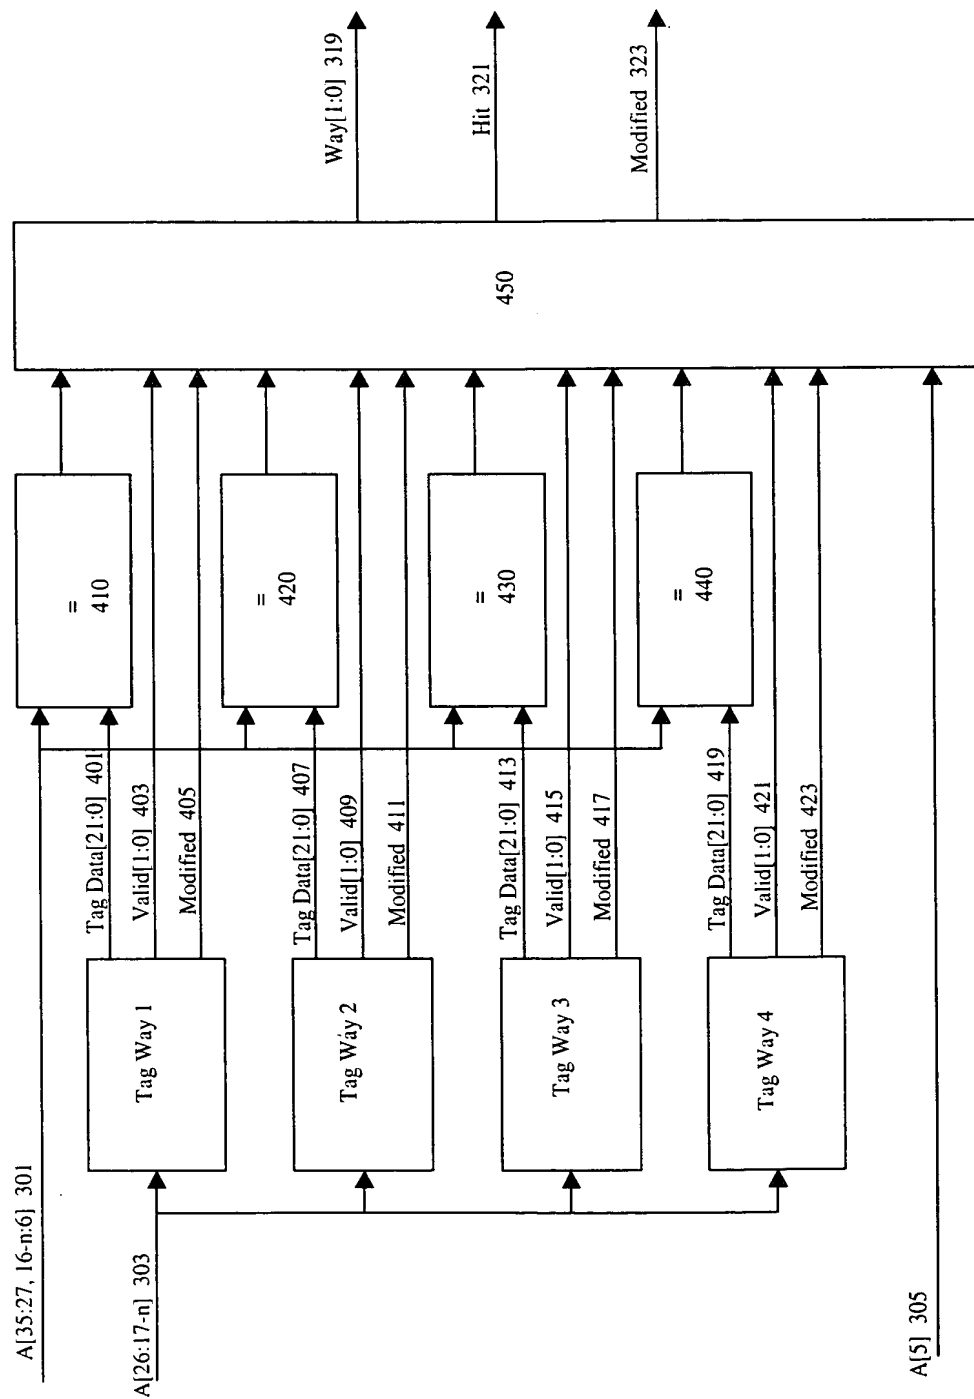 A[35:27, 16-n:6] 301
A[26:17-n] 303
A[5] 305
Tag Way 1
Tag Data[21:0] 401
Valid[1:0] 403
Modified 405
Tag Way 2
Tag Data[21:0] 407
Valid[1:0] 409
Modified 411
Tag Way 3
Tag Data[21:0] 413
Valid[1:0] 415
Modified 417
Tag Way 4
Tag Data[21:0] 419
Valid[1:0] 421
Modified 423
=
410
=
420
=
430
=
440
450
Way[1:0] 319
Hit 321
Modified 323